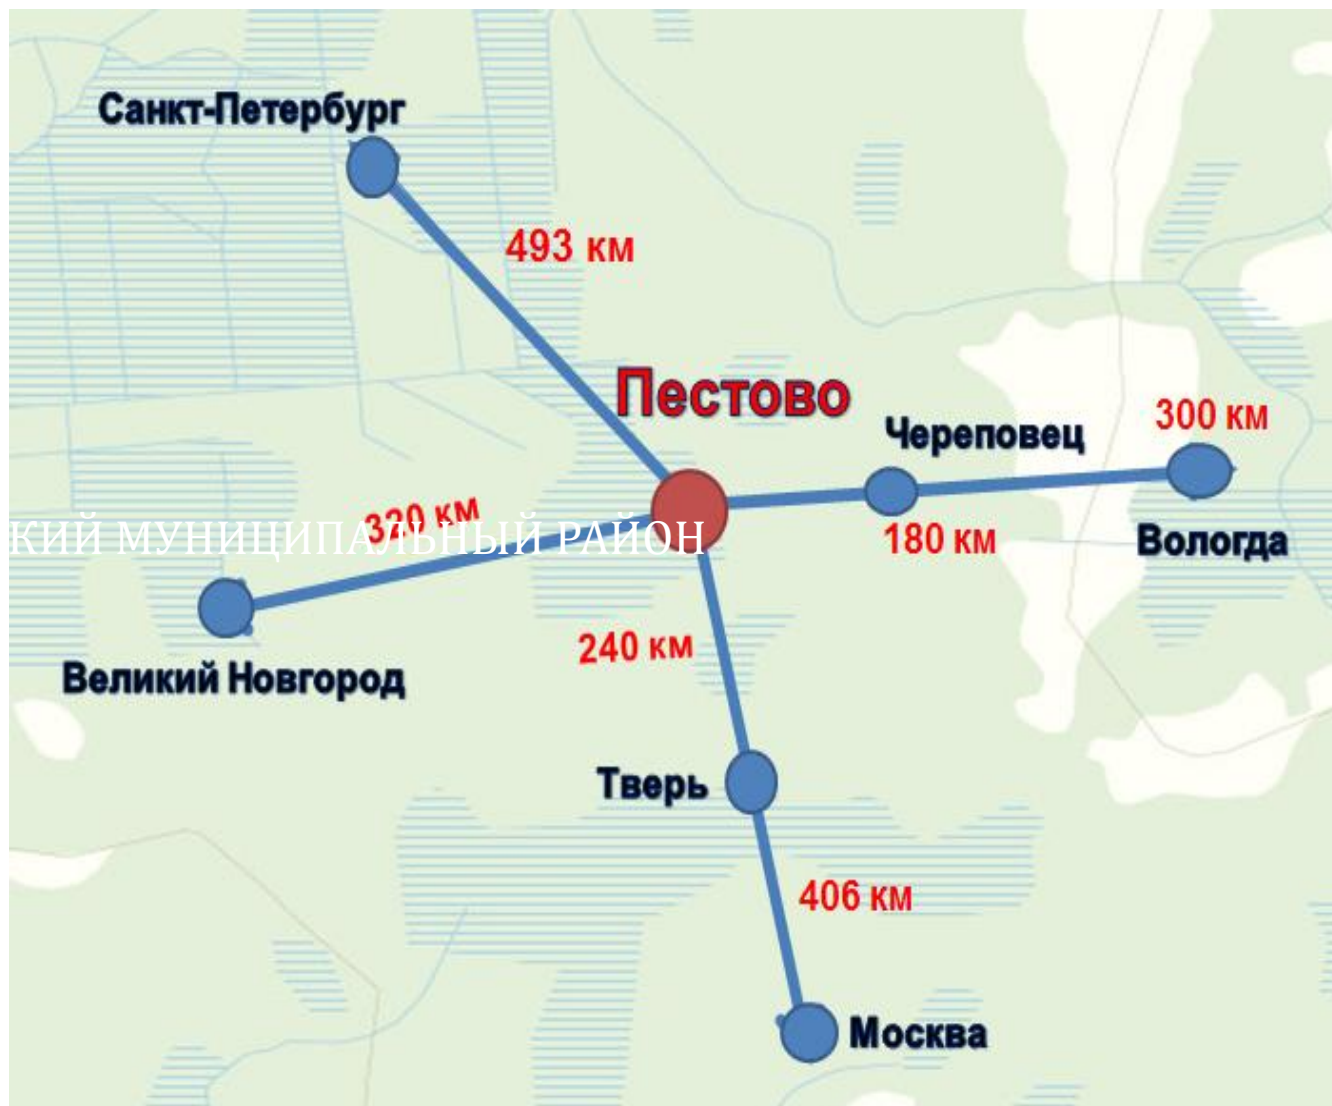 Санкт-Петербург
493 км
Пестово
Череповец
300 км
320 км
КИЙ МУНИЦИПАЛЬНЫЙ РАЙОН
180 км
Вологда
240 км
Великий Новгород
Тверь
406 км
Москва